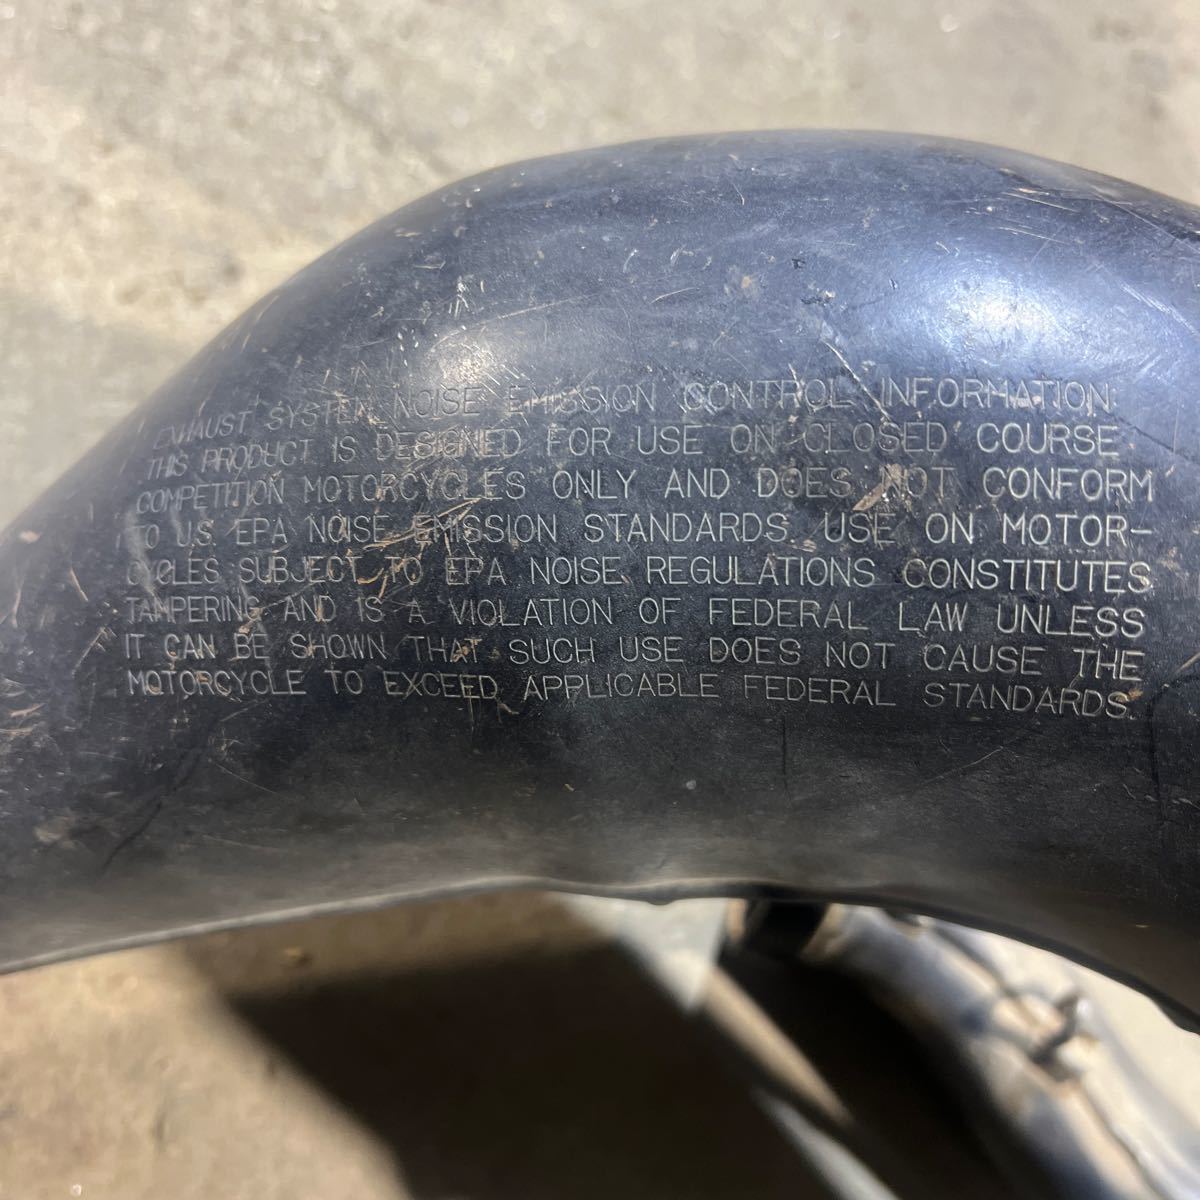 EXHAUST SYSTEM NOISE EMISSION CONTROL INFORMATION:
THIS PRODUCT IS DESIGNED FOR USE ON CLOSED COURSE
COMPETITION MOTORCYCLES ONLY AND DOES NOT CONFORM
TO U.S. EPA NOISE EMISSION STANDARDS. USE ON MOTOR-
CYCLES SUBJECT TO EPA NOISE REGULATIONS CONSTITUTES
TAMPERING AND IS A VIOLATION OF FEDERAL LAW UNLESS
IT CAN BE SHOWN THAT SUCH USE DOES NOT CAUSE THE
MOTORCYCLE TO EXCEED APPLICABLE FEDERAL STANDARDS.